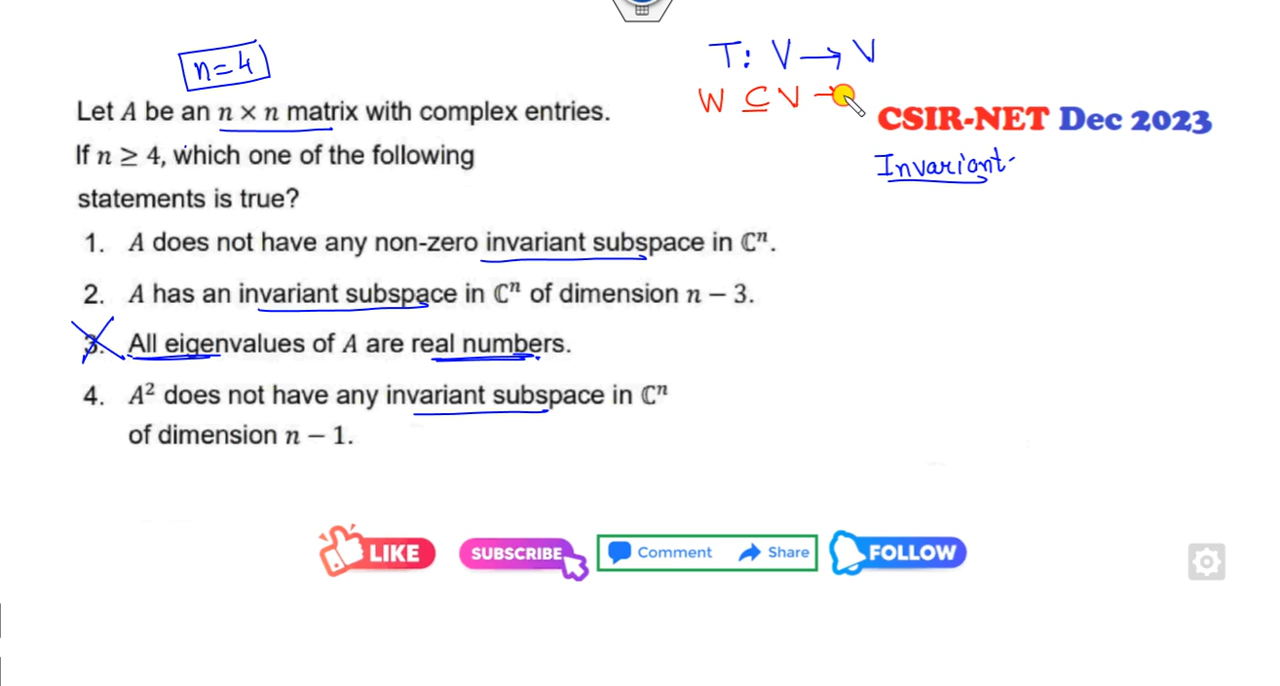 n=4
T: V → V
W ⊆ V →
CSIR-NET Dec 2023
Invariant
Let A be an n × n matrix with complex entries.
If n ≥ 4, which one of the following
statements is true?
1. A does not have any non-zero invariant subspace in ℂⁿ.
2. A has an invariant subspace in ℂⁿ of dimension n − 3.
3. All eigenvalues of A are real numbers.
4. A² does not have any invariant subspace in ℂⁿ
of dimension n − 1.
LIKE SUBSCRIBE Comment Share FOLLOW